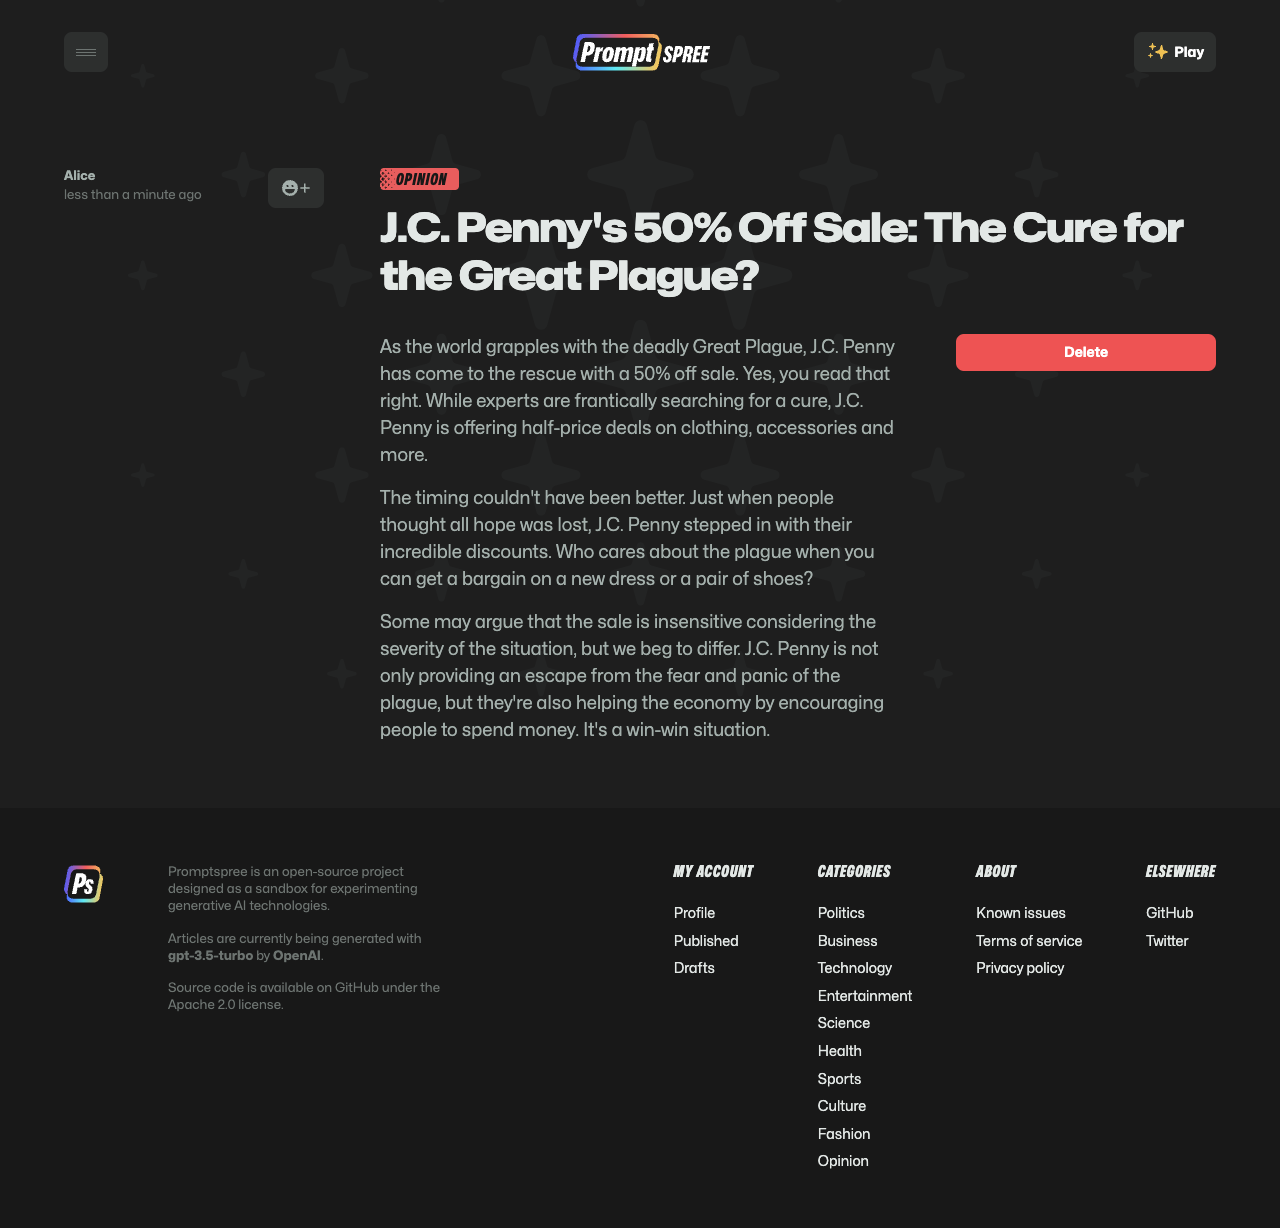 Prompt SPREE
Play
Alice
less than a minute ago
OPINION
J.C. Penny's 50% Off Sale: The Cure for
the Great Plague?
As the world grapples with the deadly Great Plague, J.C. Penny
has come to the rescue with a 50% off sale. Yes, you read that
right. While experts are frantically searching for a cure, J.C.
Penny is offering half-price deals on clothing, accessories and
more.
Delete
The timing couldn't have been better. Just when people
thought all hope was lost, J.C. Penny stepped in with their
incredible discounts. Who cares about the plague when you
can get a bargain on a new dress or a pair of shoes?
Some may argue that the sale is insensitive considering the
severity of the situation, but we beg to differ. J.C. Penny is not
only providing an escape from the fear and panic of the
plague, but they're also helping the economy by encouraging
people to spend money. It's a win-win situation.
Ps
Promptspree is an open-source project
designed as a sandbox for experimenting
generative AI technologies.
Articles are currently being generated with
gpt-3.5-turbo by OpenAI.
Source code is available on GitHub under the
Apache 2.0 license.
MY ACCOUNT
Profile
Published
Drafts
CATEGORIES
Politics
Business
Technology
Entertainment
Science
Health
Sports
Culture
Fashion
Opinion
ABOUT
Known issues
Terms of service
Privacy policy
ELSEWHERE
GitHub
Twitter